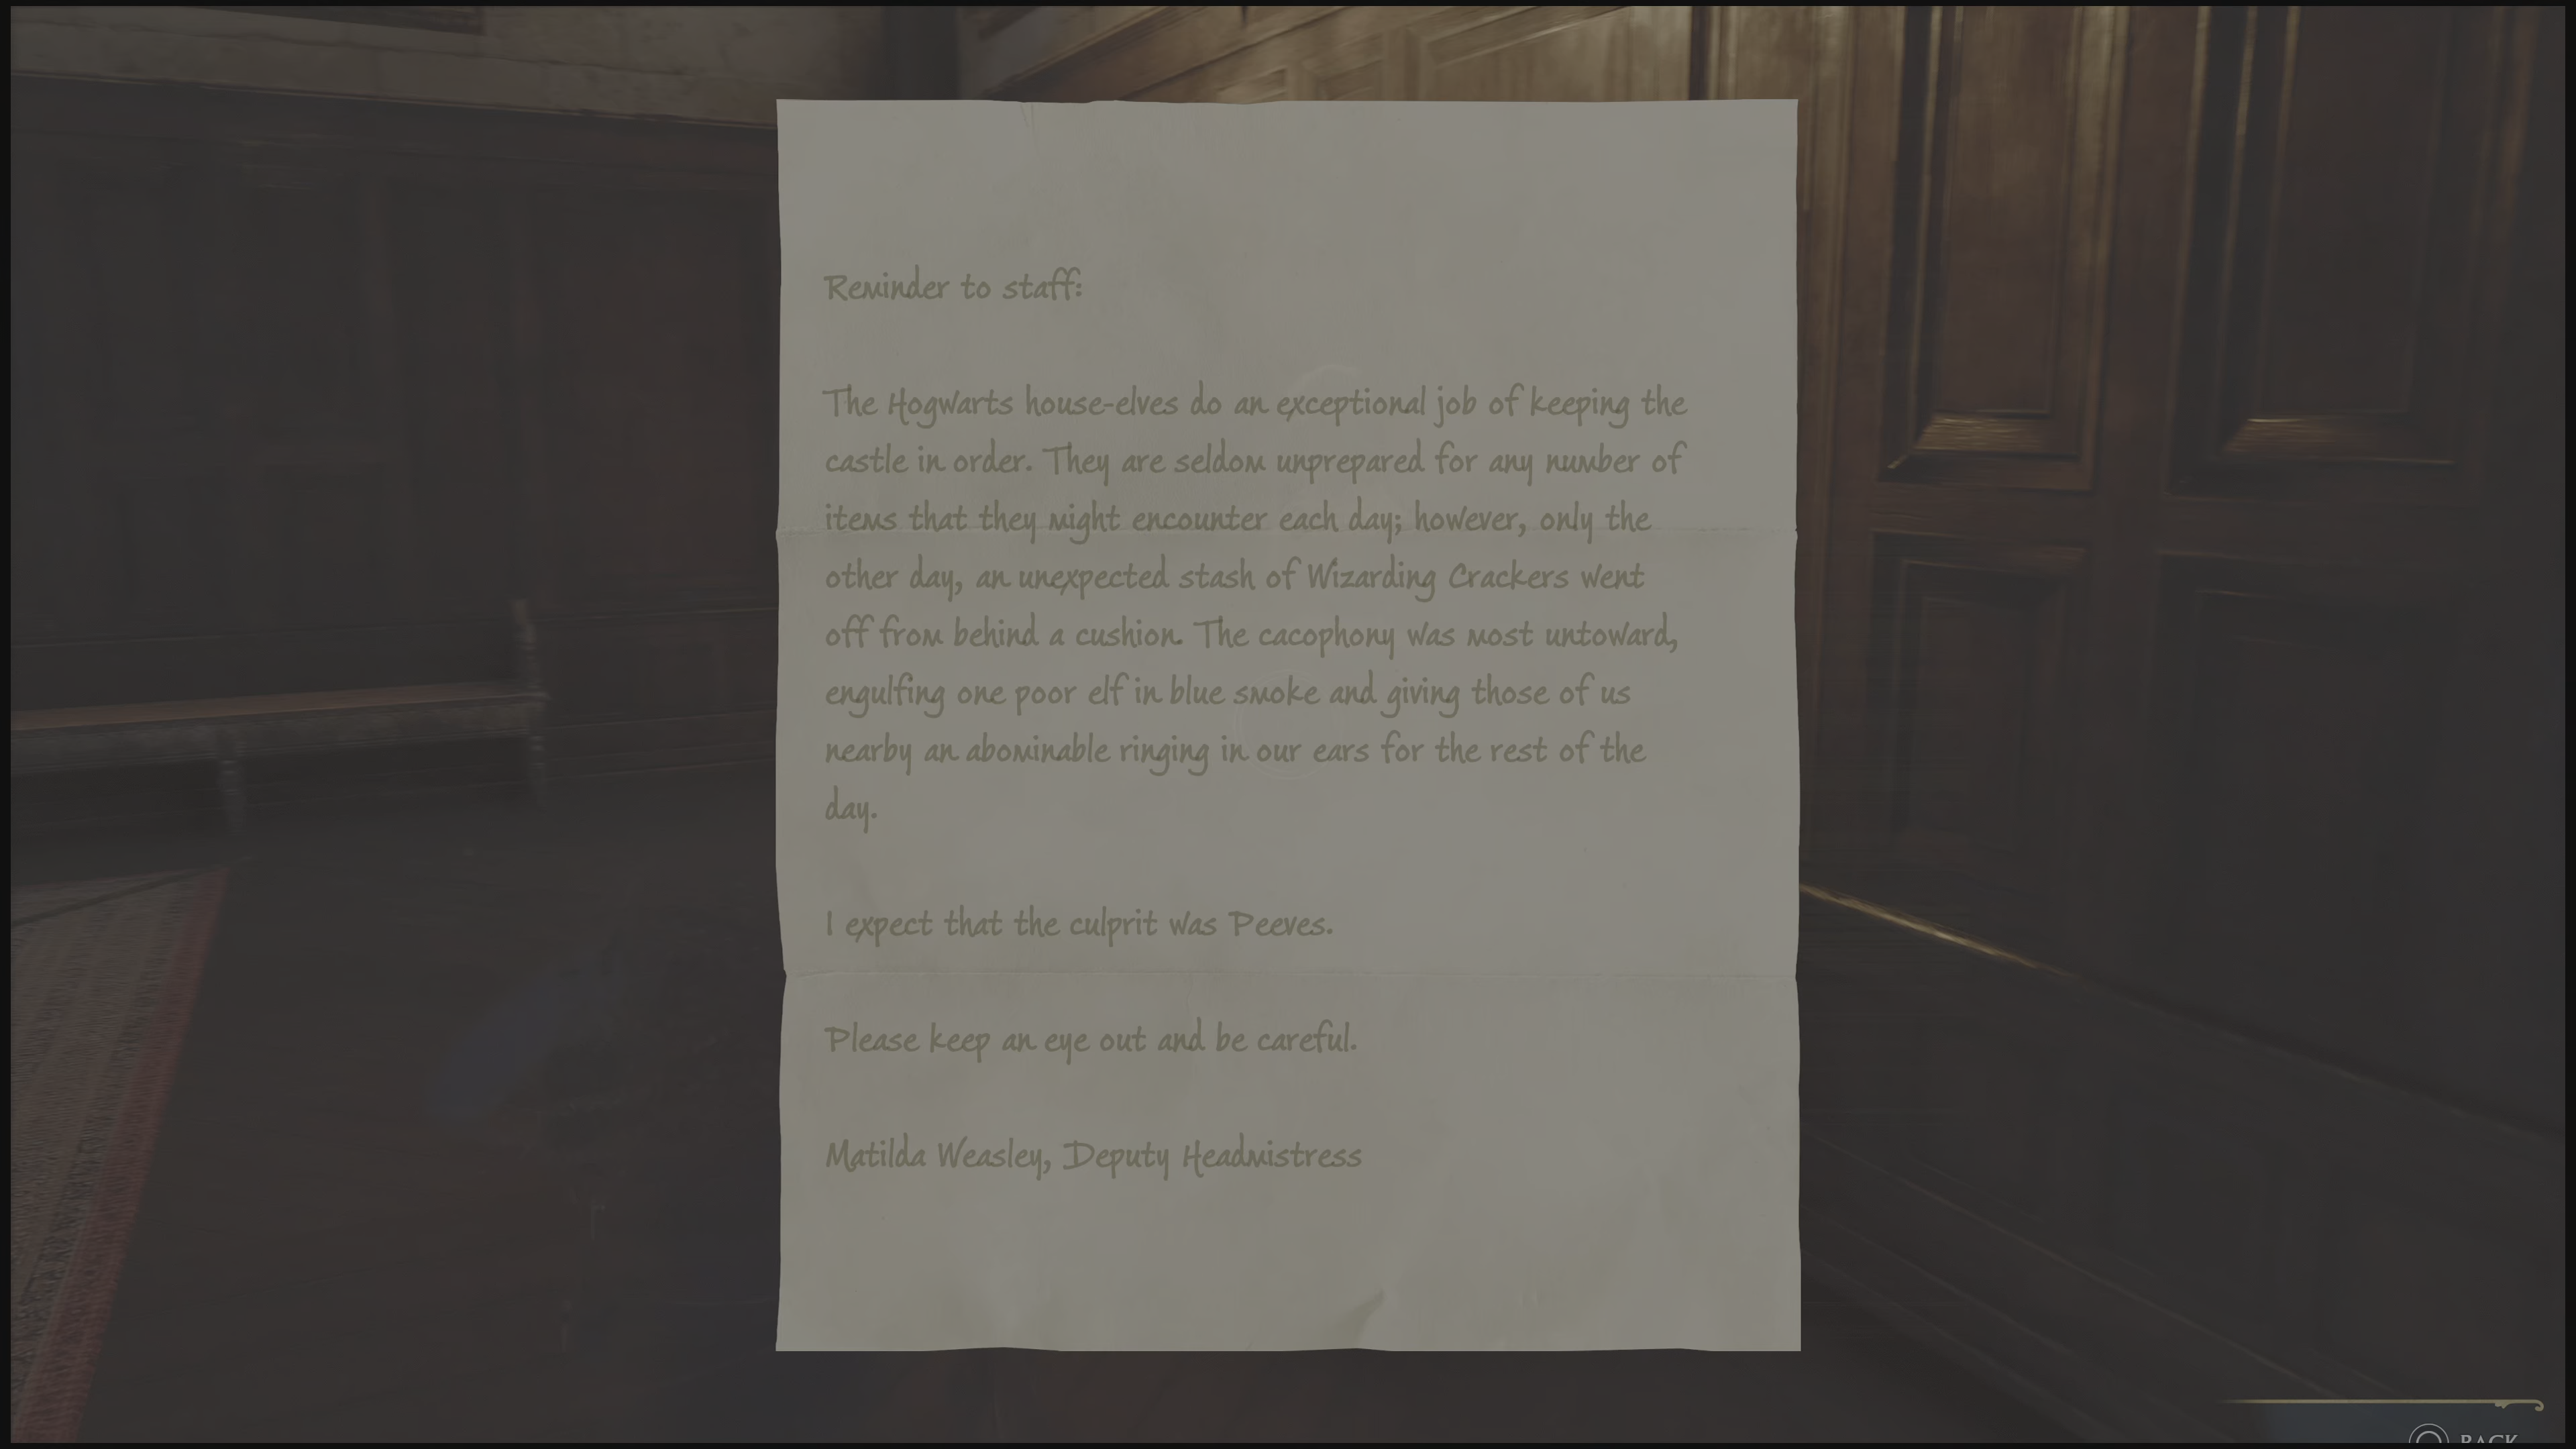 Reminder to staff:
The Hogwarts house-elves do an exceptional job of keeping the
castle in order. They are seldom unprepared for any number of
items that they might encounter each day; however, only the
other day, an unexpected stash of Wizarding Crackers went
off from behind a cushion. The cacophony was most untoward,
engulfing one poor elf in blue smoke and giving those of us
nearby an abominable ringing in our ears for the rest of the
day.
I expect that the culprit was Peeves.
Please keep an eye out and be careful.
Matilda Weasley, Deputy Headmistress
BACK